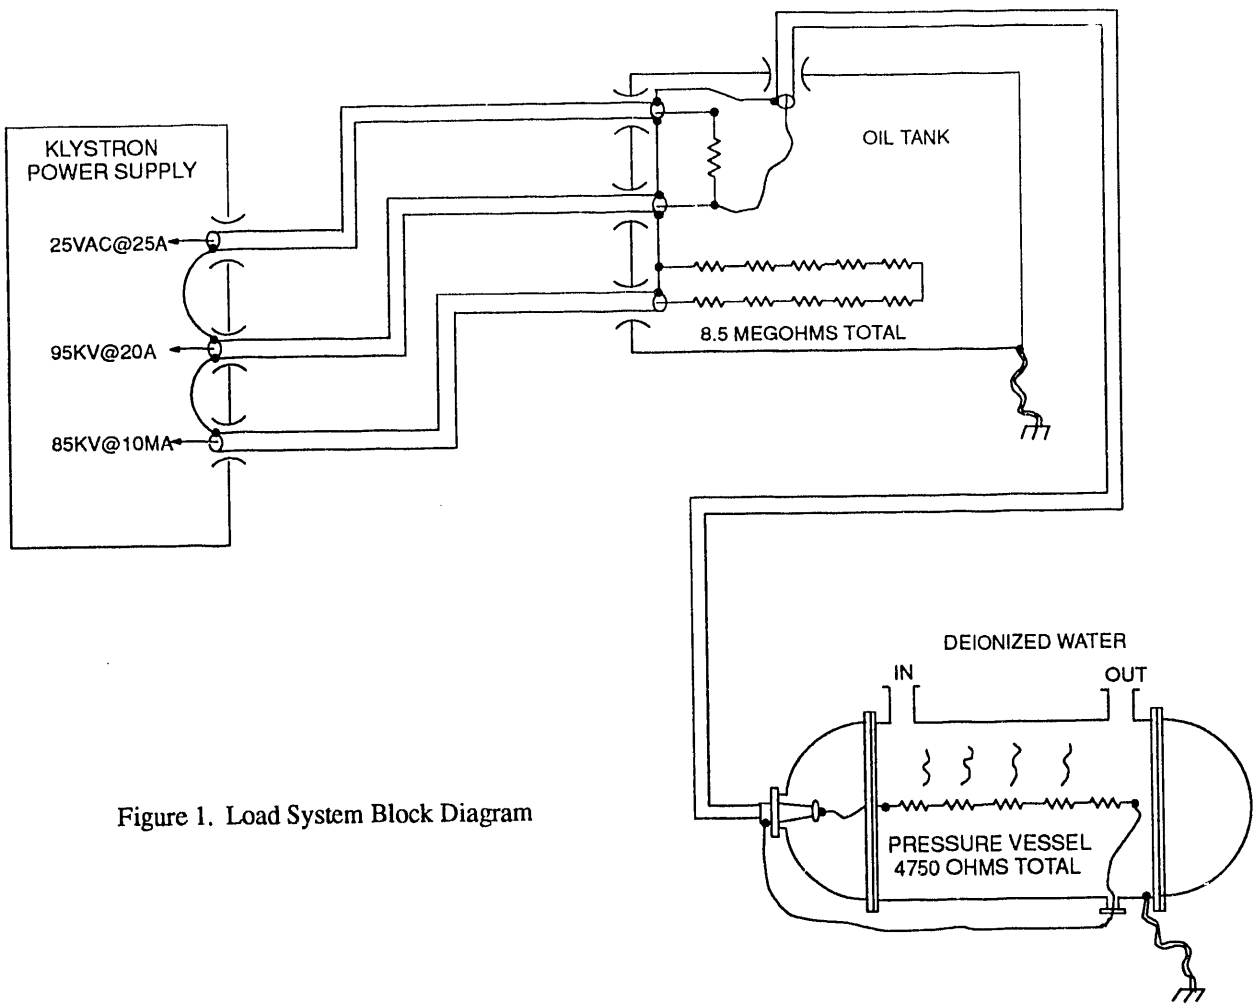 KLYSTRON
POWER SUPPLY
25VAC@25A
95KV@20A
85KV@10MA
OIL TANK
8.5 MEGOHMS TOTAL
DEIONIZED WATER
IN
OUT
PRESSURE VESSEL
4750 OHMS TOTAL
Figure 1. Load System Block Diagram